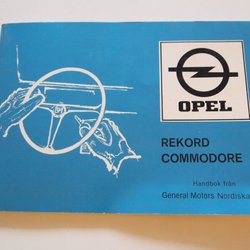 OPEL
REKORD
COMMODORE
Handbok från
General Motors Nordiska